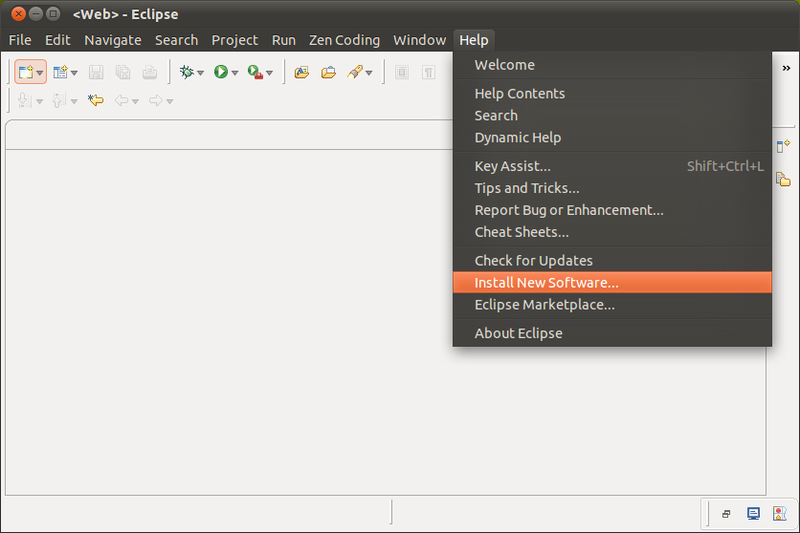 <Web> - Eclipse
File Edit Navigate Search Project Run Zen Coding Window Help
Welcome
Help Contents
Search
Dynamic Help
Key Assist... Shift+Ctrl+L
Tips and Tricks...
Report Bug or Enhancement...
Cheat Sheets...
Check for Updates
Install New Software...
Eclipse Marketplace...
About Eclipse